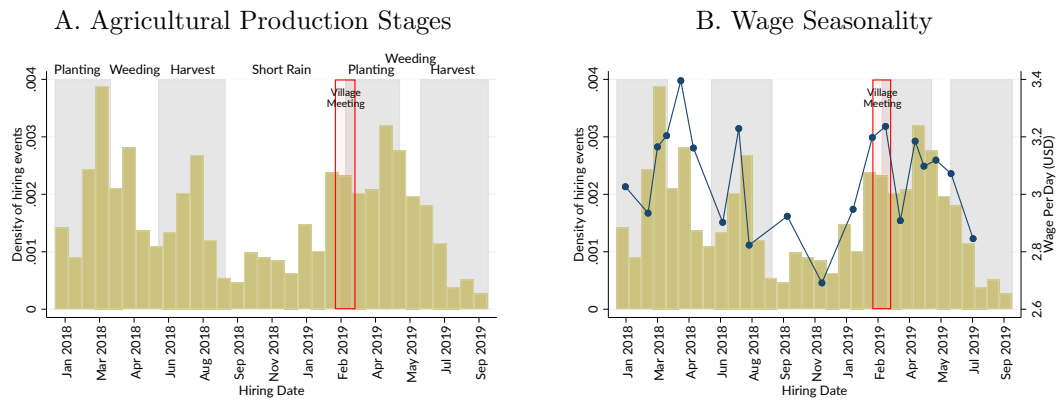 A. Agricultural Production Stages
Weeding
Planting Weeding Harvest Short Rain Planting Harvest
Village
Meeting
Density of hiring events
0 .001 .002 .003 .004
Jan 2018 Mar 2018 Apr 2018 Jun 2018 Aug 2018 Sep 2018 Nov 2018 Jan 2019 Feb 2019 Apr 2019 May 2019 Jul 2019 Sep 2019
Hiring Date
B. Wage Seasonality
Village
Meeting
Density of hiring events
0 .001 .002 .003 .004
2.6 2.8 3 3.2 3.4
Wage Per Day (USD)
Jan 2018 Mar 2018 Apr 2018 Jun 2018 Aug 2018 Sep 2018 Nov 2018 Jan 2019 Feb 2019 Apr 2019 May 2019 Jul 2019 Sep 2019
Hiring Date